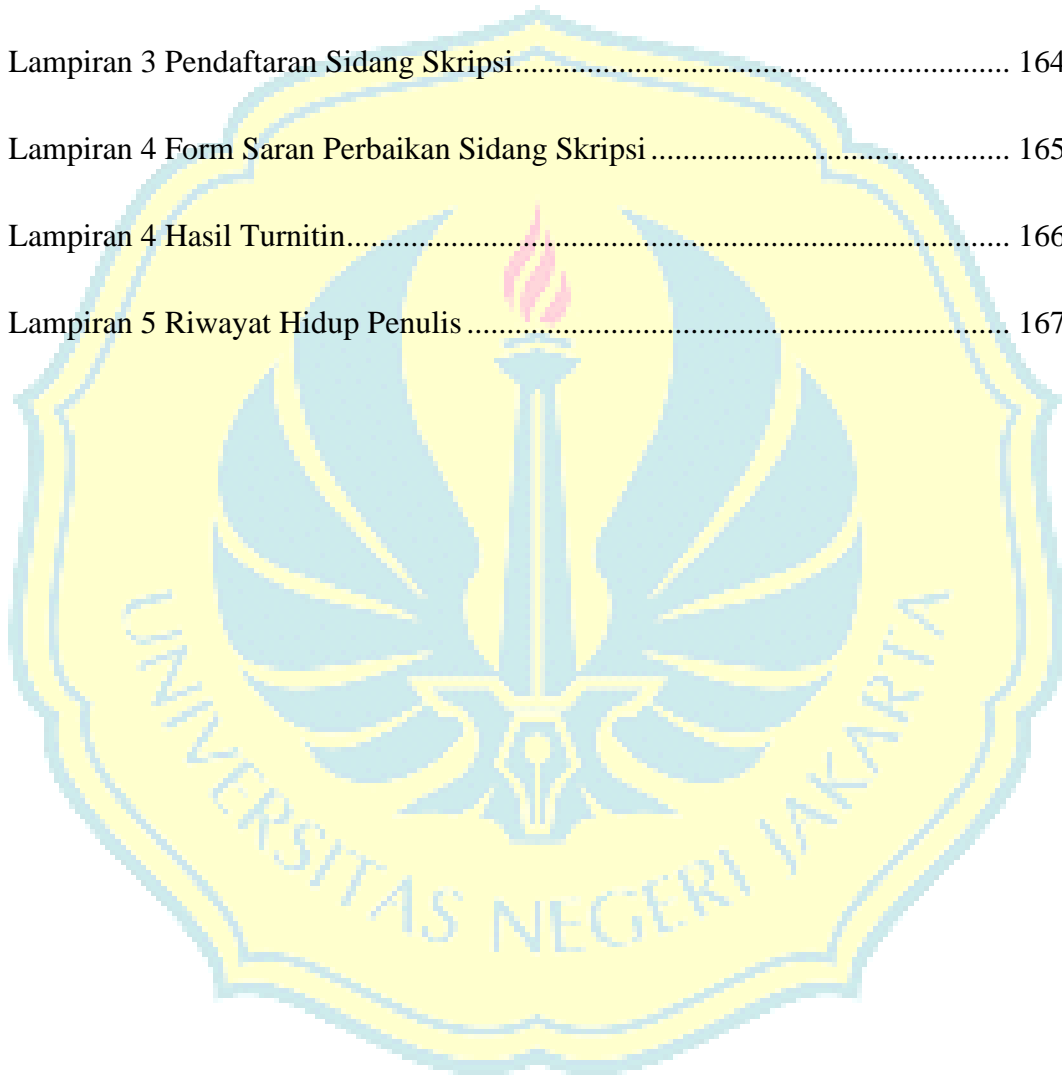 Lampiran 3 Pendaftaran Sidang Skripsi.............................................................. 164
Lampiran 4 Form Saran Perbaikan Sidang Skripsi............................................. 165
Lampiran 4 Hasil Turnitin................................................................................... 166
Lampiran 5 Riwayat Hidup Penulis.................................................................... 167
UNIVERSITAS NEGERI JAKARTA